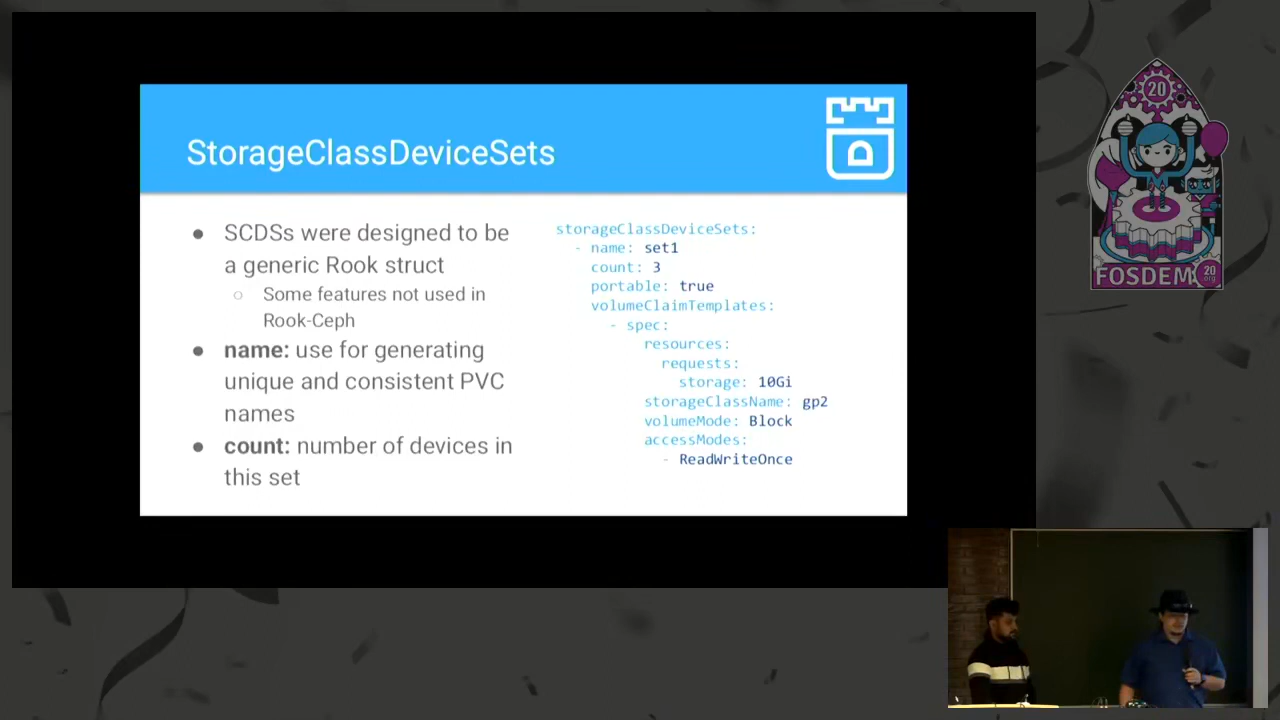 StorageClassDeviceSets
● SCDSs were designed to be
a generic Rook struct
○ Some features not used in
Rook-Ceph
● name: use for generating
unique and consistent PVC
names
● count: number of devices in
this set
storageClassDeviceSets:
- name: set1
count: 3
portable: true
volumeClaimTemplates:
- spec:
resources:
requests:
storage: 10Gi
storageClassName: gp2
volumeMode: Block
accessModes:
- ReadWriteOnce
20
FOSDEM
20
.org